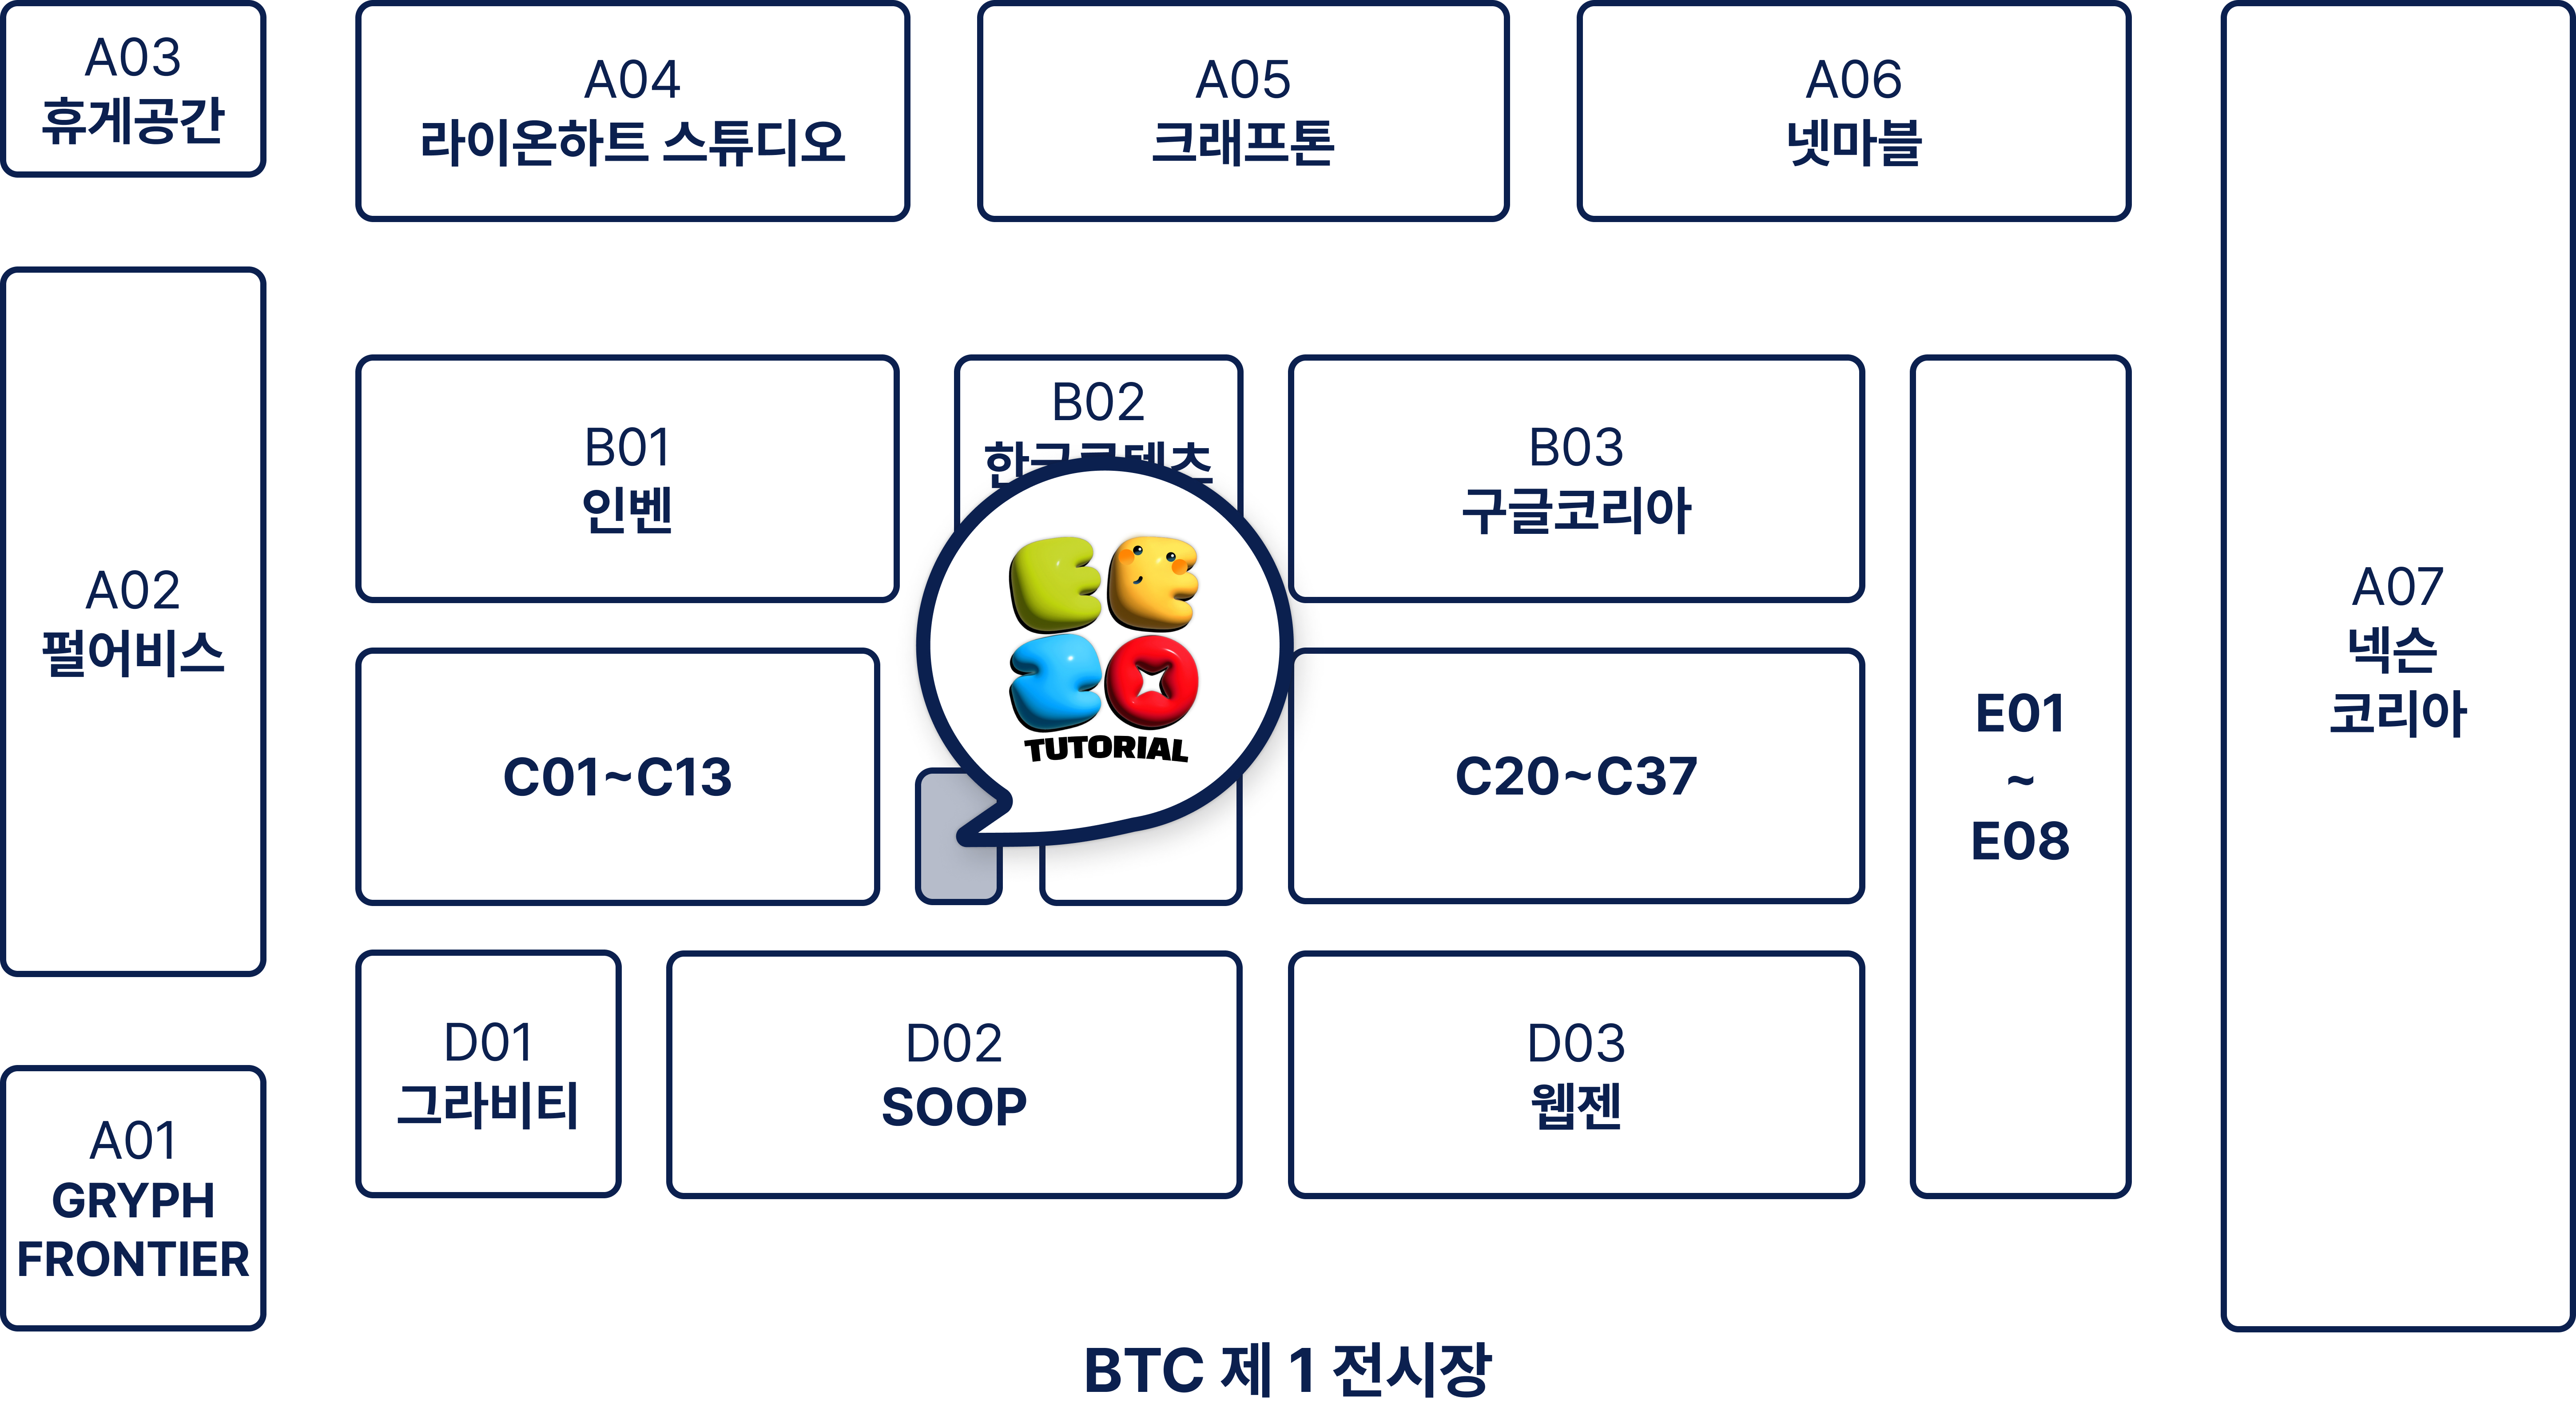 A03
휴게공간
A04
라이온하트 스튜디오
A05
크래프톤
A06
넷마블
A07
넥슨
코리아
A02
펄어비스
B01
인벤
B02
B03
구글코리아
TUTORIAL
C01~C13
C20~C37
E01
~
E08
D01
그라비티
D02
SOOP
D03
웹젠
A01
GRYPH
FRONTIER
BTC 제 1 전시장